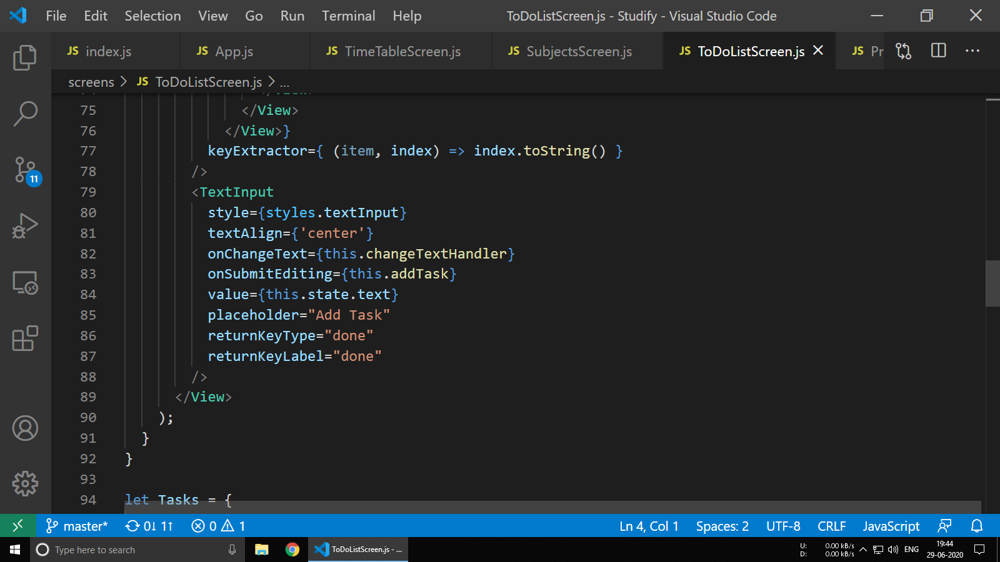 File Edit Selection View Go Run Terminal Help ToDoListScreen.js - Studify - Visual Studio Code
JS index.js JS App.js JS TimeTableScreen.js JS SubjectsScreen.js JS ToDoListScreen.js JS Pr ...
screens > JS ToDoListScreen.js > ...
75 </View>
76 </View>}
77 keyExtractor={ (item, index) => index.toString() }
78 />
79 <TextInput
80 style={styles.textInput}
81 textAlign={'center'}
82 onChangeText={this.changeTextHandler}
83 onSubmitEditing={this.addTask}
84 value={this.state.text}
85 placeholder="Add Task"
86 returnKeyType="done"
87 returnKeyLabel="done"
88 />
89 </View>
90 );
91 }
92 }
93
94 let Tasks = {
11
master* 0↓ 1↑ 0 1 Ln 4, Col 1 Spaces: 2 UTF-8 CRLF JavaScript
Type here to search ToDoListScreen.js - ... U: 0.00 kB/s D: 0.00 kB/s ENG 19:44 29-06-2020